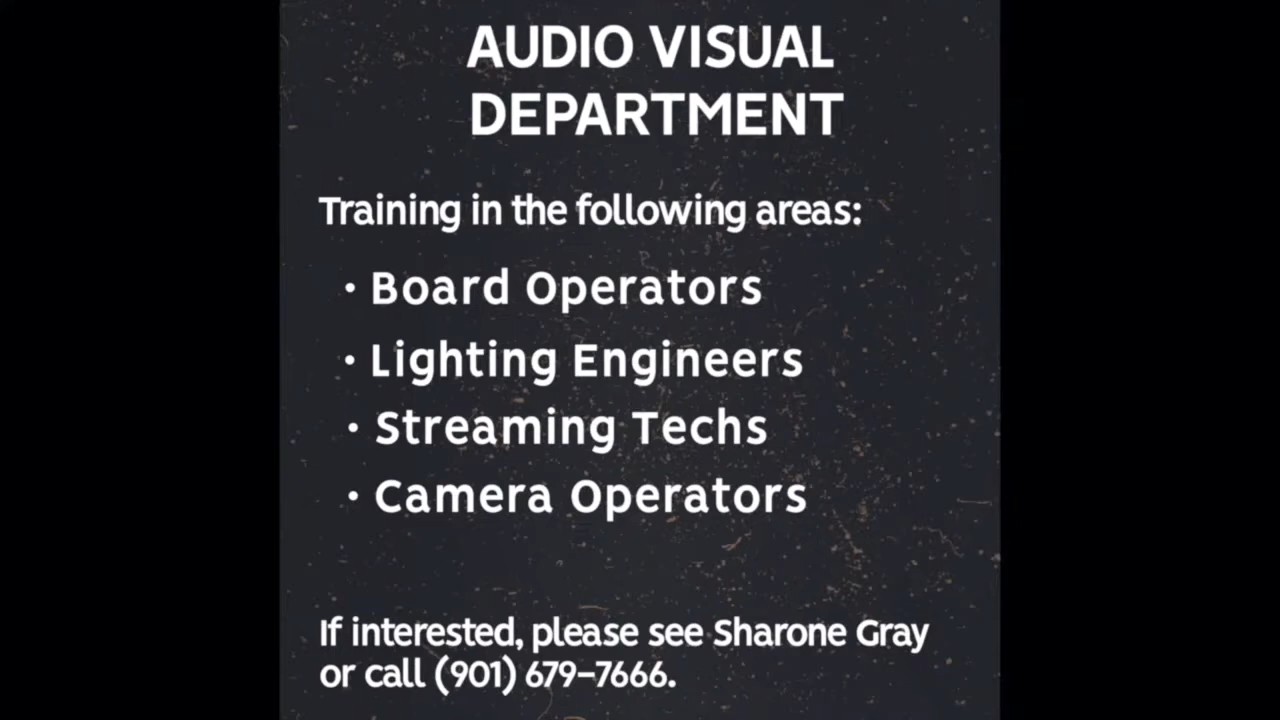 AUDIO VISUAL
DEPARTMENT
Training in the following areas:
• Board Operators
• Lighting Engineers
• Streaming Techs
• Camera Operators
If interested, please see Sharone Gray
or call (901) 679-7666.